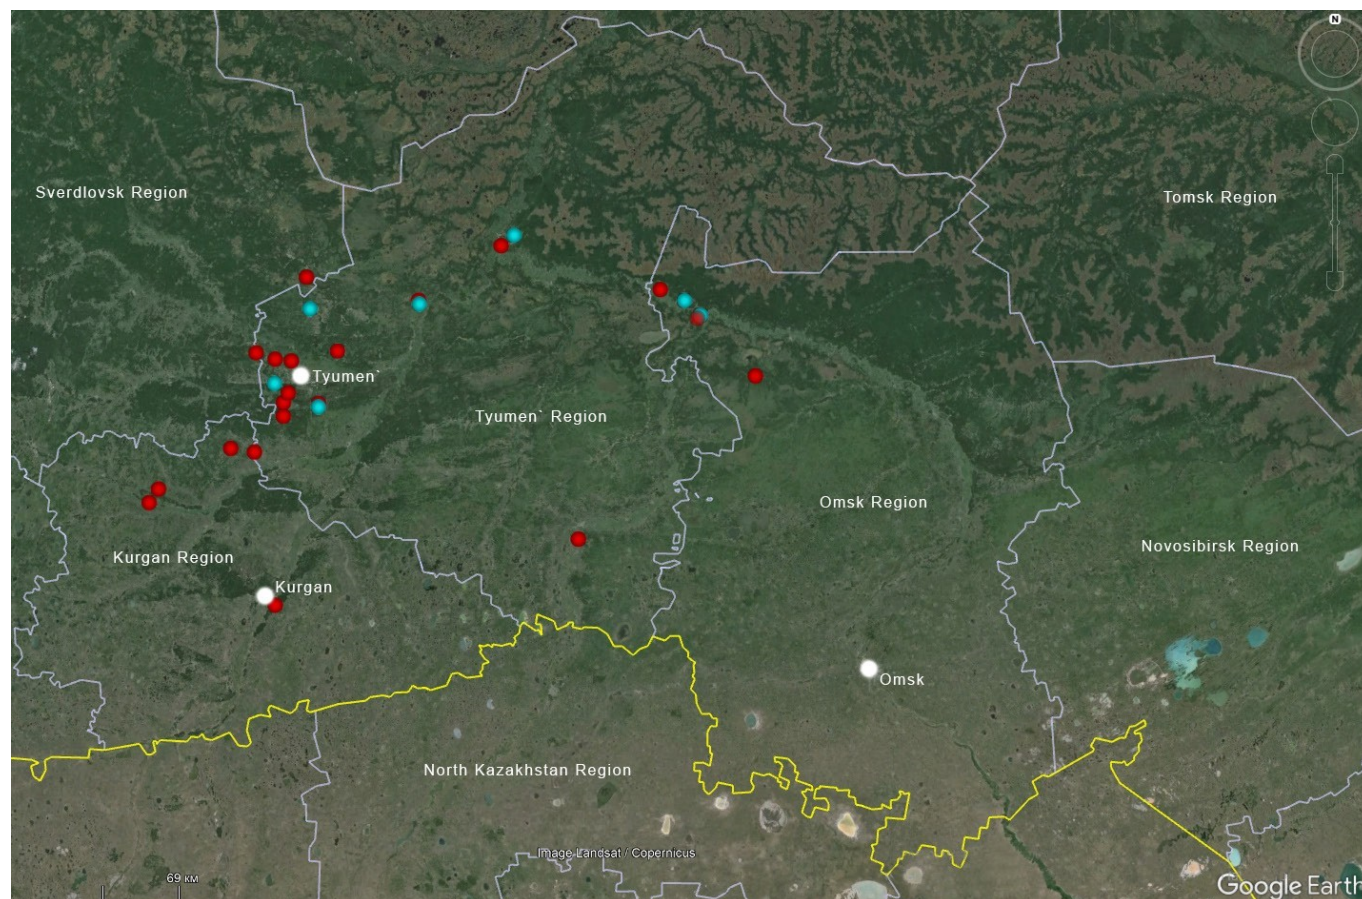 N
Sverdlovsk Region
Tomsk Region
Tyumen`
Tyumen` Region
Omsk Region
Novosibirsk Region
Kurgan Region
Kurgan
Omsk
North Kazakhstan Region
Image Landsat / Copernicus
69 км
Google Earth